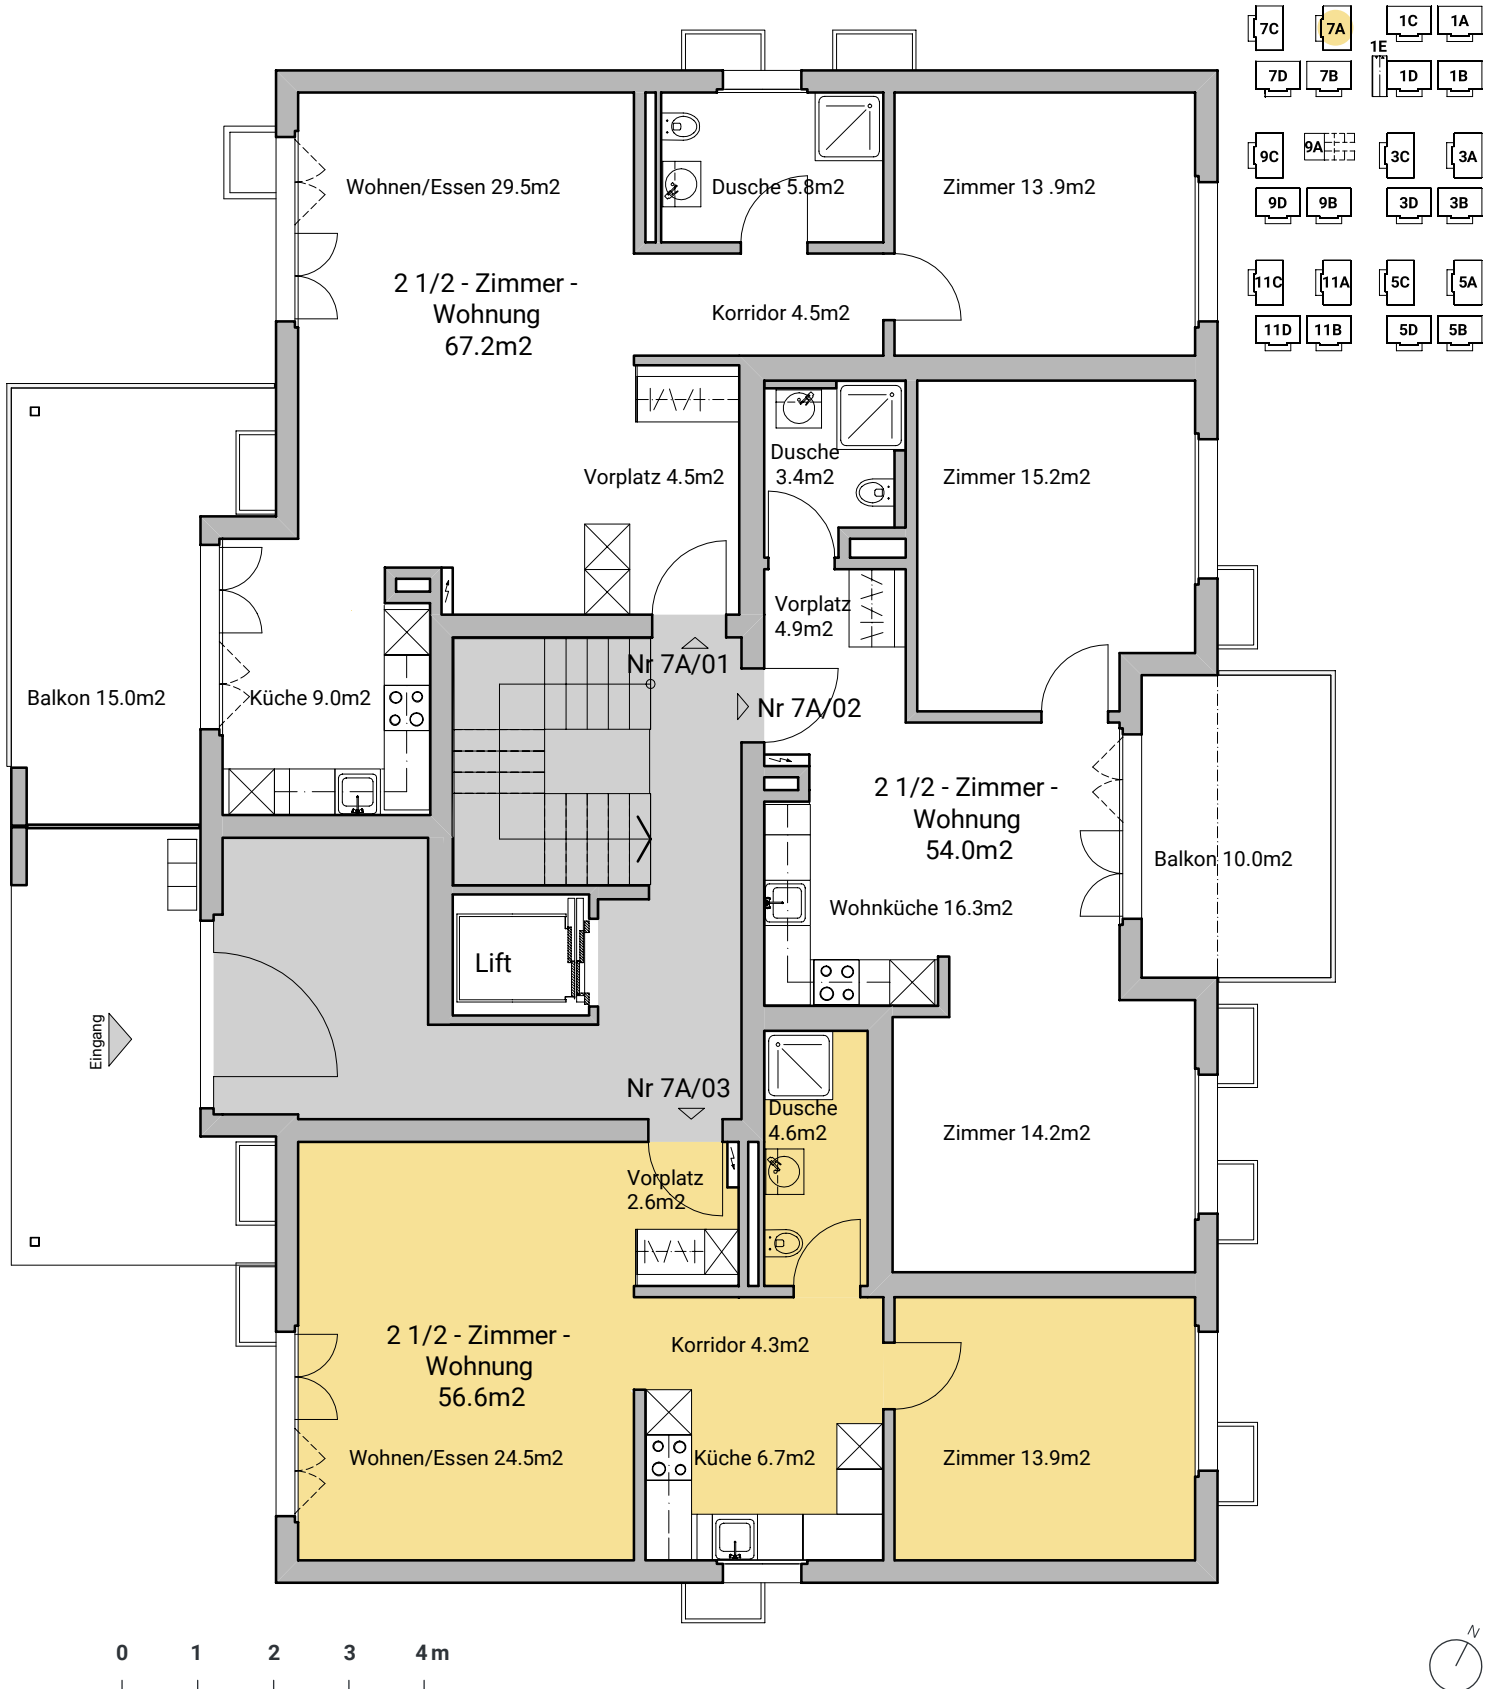 7C
7A
1C
1A
1E
7D
7B
1D
1B
9C
9A
3C
3A
9D
9B
3D
3B
11C
11A
5C
5A
11D
11B
5D
5B
Wohnen/Essen 29.5m2
Dusche 5.8m2
Zimmer 13 .9m2
2 1/2 - Zimmer -
Wohnung
67.2m2
Korridor 4.5m2
Vorplatz 4.5m2
Dusche
3.4m2
Zimmer 15.2m2
Vorplatz
4.9m2
Nr 7A/01
Balkon 15.0m2
Küche 9.0m2
Nr 7A/02
2 1/2 - Zimmer -
Wohnung
54.0m2
Balkon 10.0m2
Wohnküche 16.3m2
Lift
Eingang
Nr 7A/03
Dusche
4.6m2
Zimmer 14.2m2
Vorplatz
2.6m2
2 1/2 - Zimmer -
Wohnung
56.6m2
Korridor 4.3m2
Wohnen/Essen 24.5m2
Küche 6.7m2
Zimmer 13.9m2
0 1 2 3 4 m
N